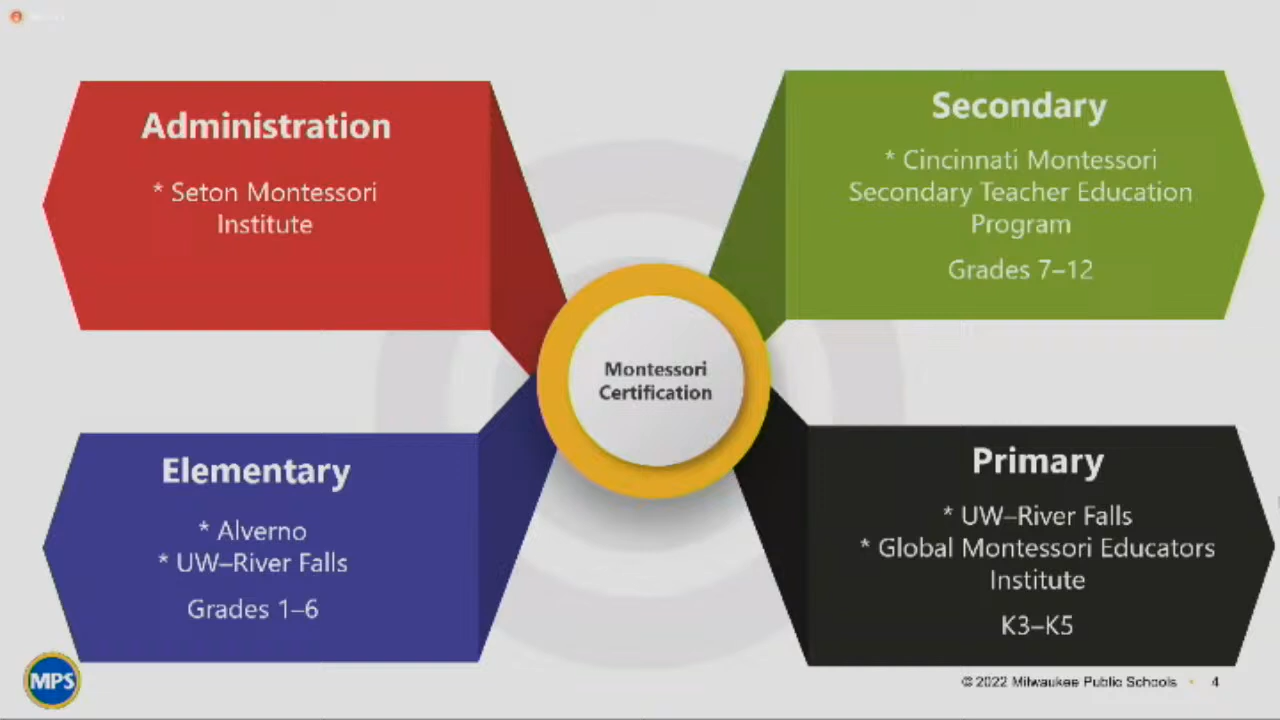 Administration
* Seton Montessori
Institute
Secondary
* Cincinnati Montessori
Secondary Teacher Education
Program
Grades 7–12
Montessori
Certification
Elementary
* Alverno
* UW–River Falls
Grades 1–6
Primary
* UW–River Falls
* Global Montessori Educators
Institute
K3–K5
MPS
© 2022 Milwaukee Public Schools • 4